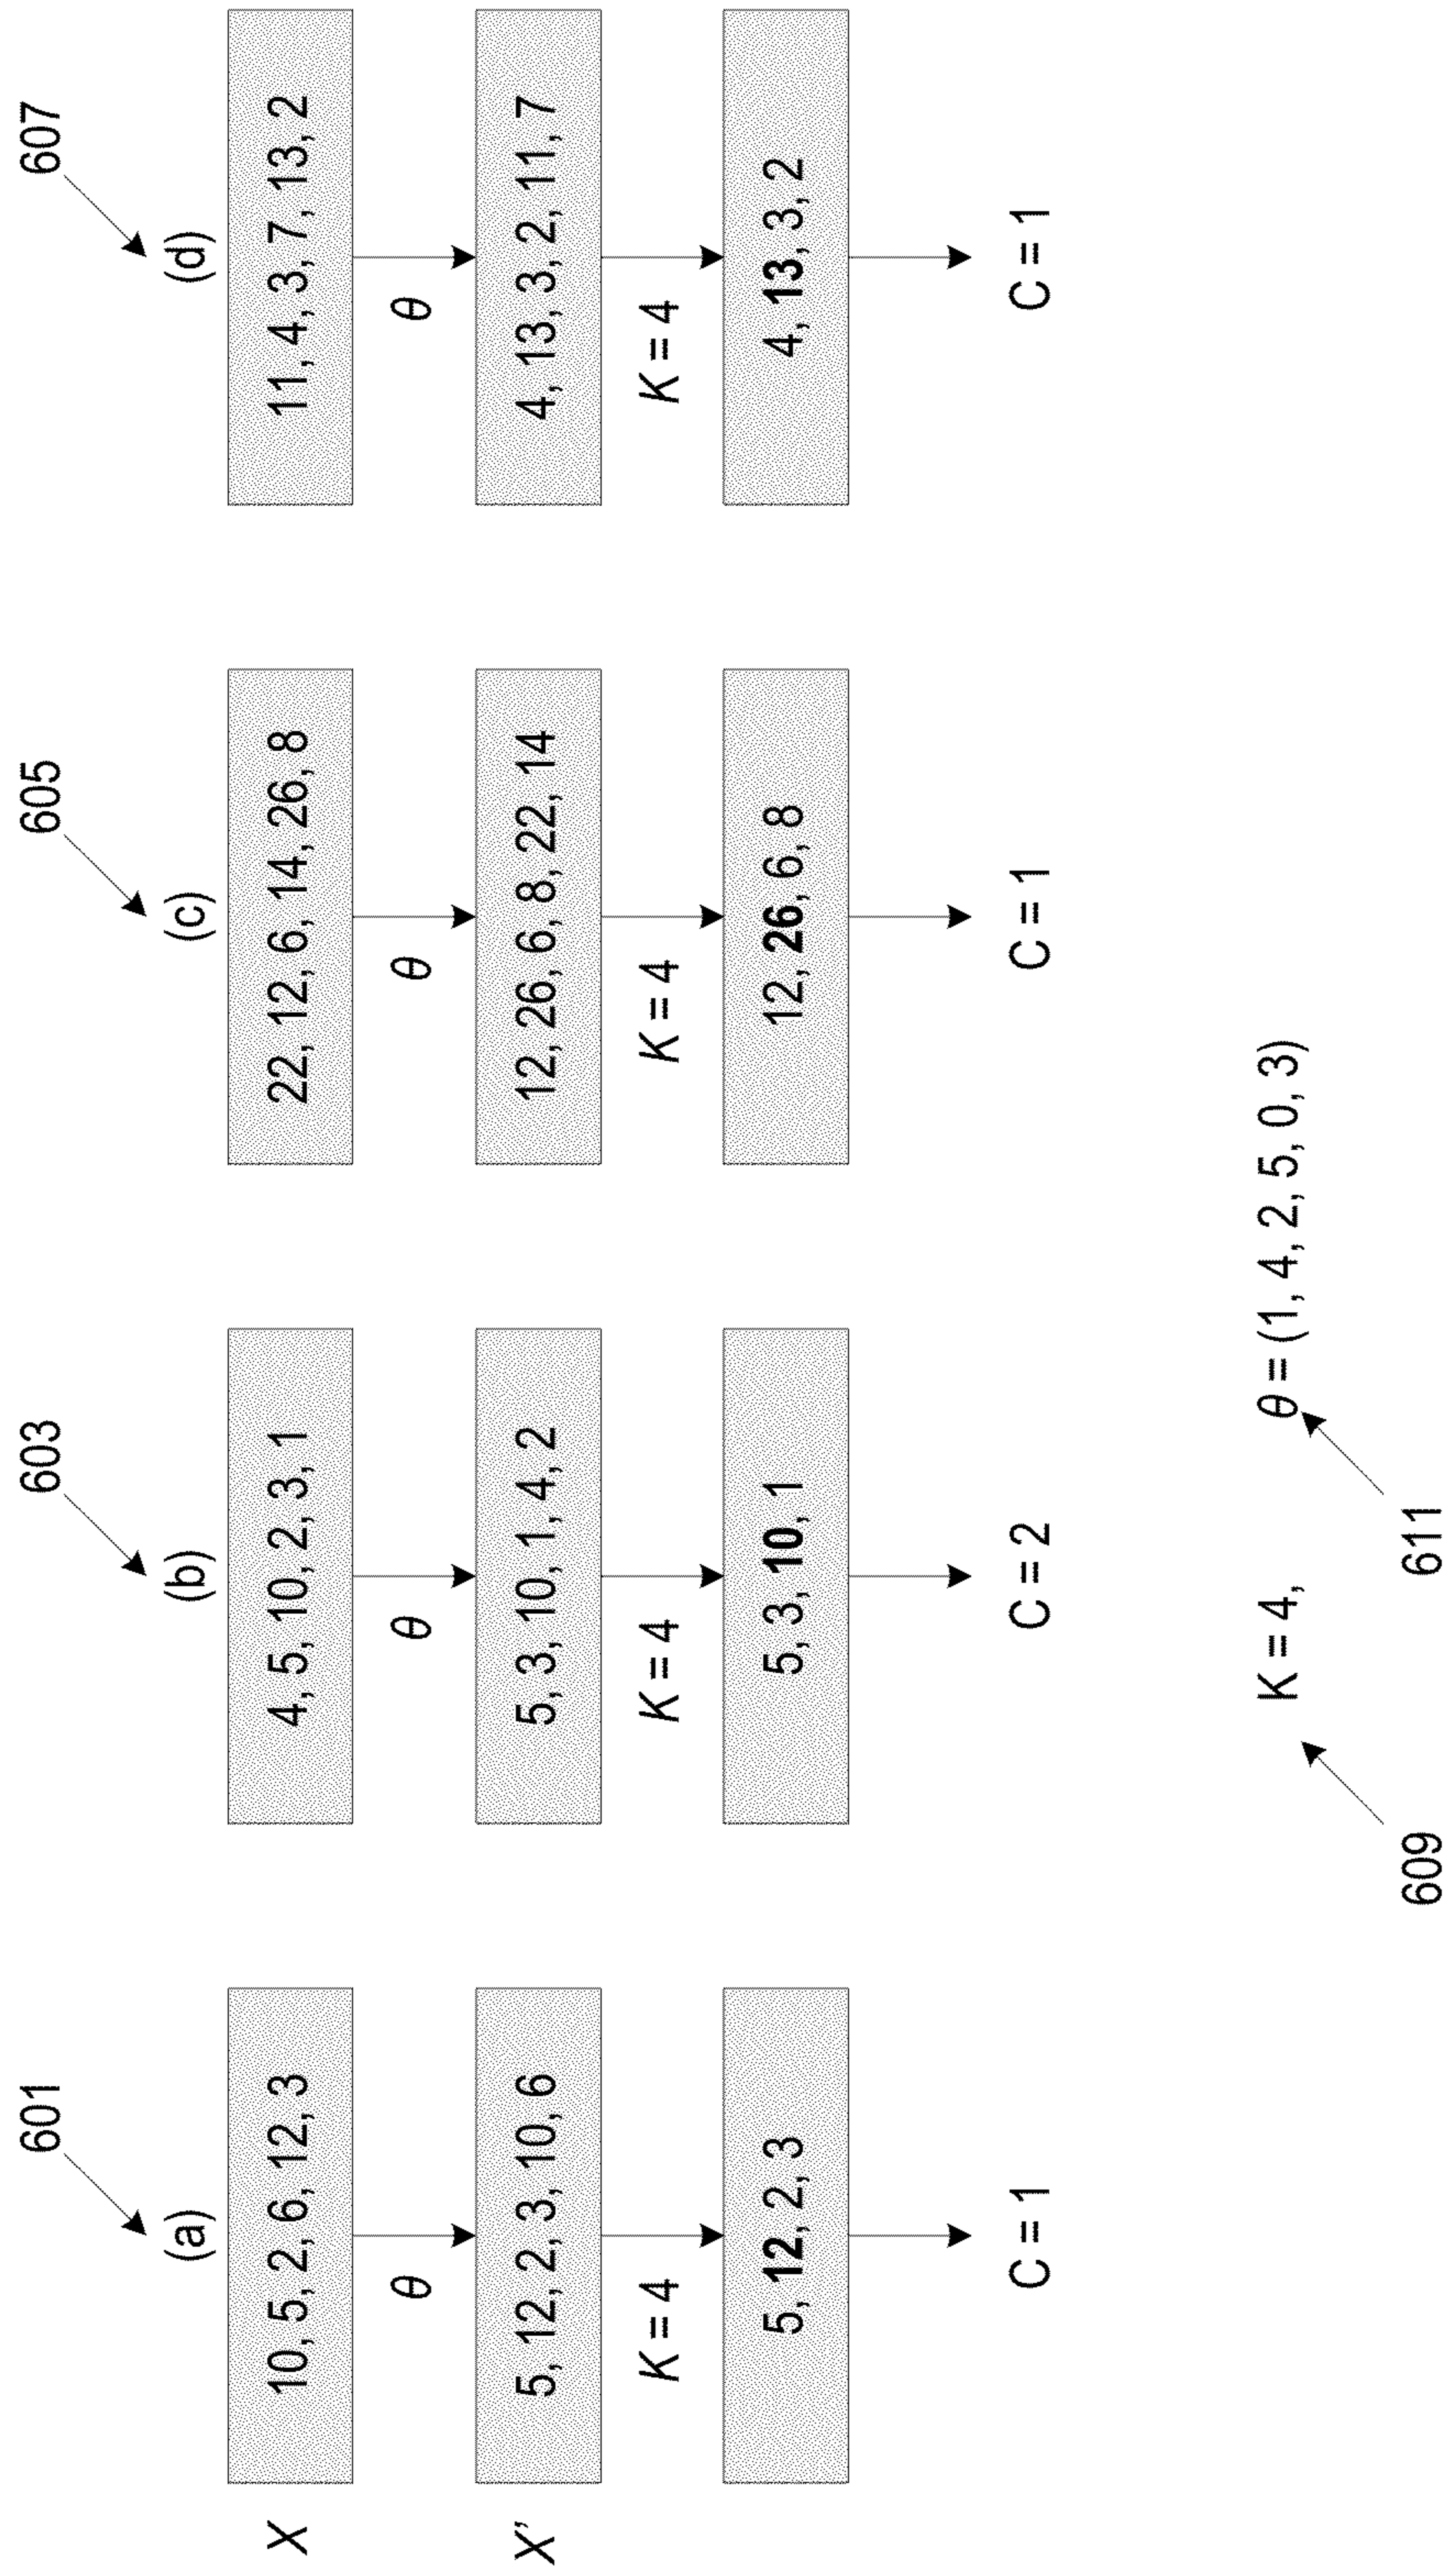 601 603 605 607
(a) (b) (c) (d)
X 10, 5, 2, 6, 12, 3 4, 5, 10, 2, 3, 1 22, 12, 6, 14, 26, 8 11, 4, 3, 7, 13, 2
θ θ θ θ
X' 5, 12, 2, 3, 10, 6 5, 3, 10, 1, 4, 2 12, 26, 6, 8, 22, 14 4, 13, 3, 2, 11, 7
K = 4 K = 4 K = 4 K = 4
5, 12, 2, 3 5, 3, 10, 1 12, 26, 6, 8 4, 13, 3, 2
C = 1 C = 2 C = 1 C = 1
K = 4, θ = (1, 4, 2, 5, 0, 3)
609 611